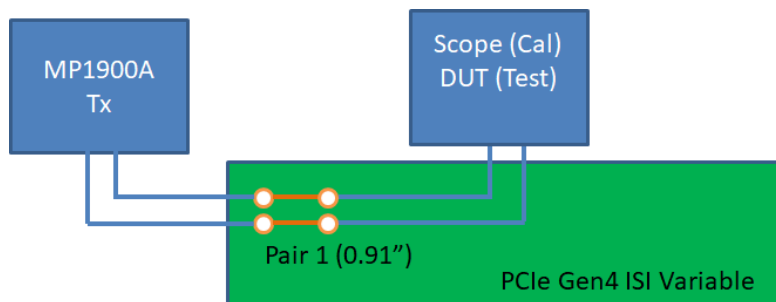 MP1900A
Tx
Scope (Cal)
DUT (Test)
Pair 1 (0.91”)
PCIe Gen4 ISI Variable